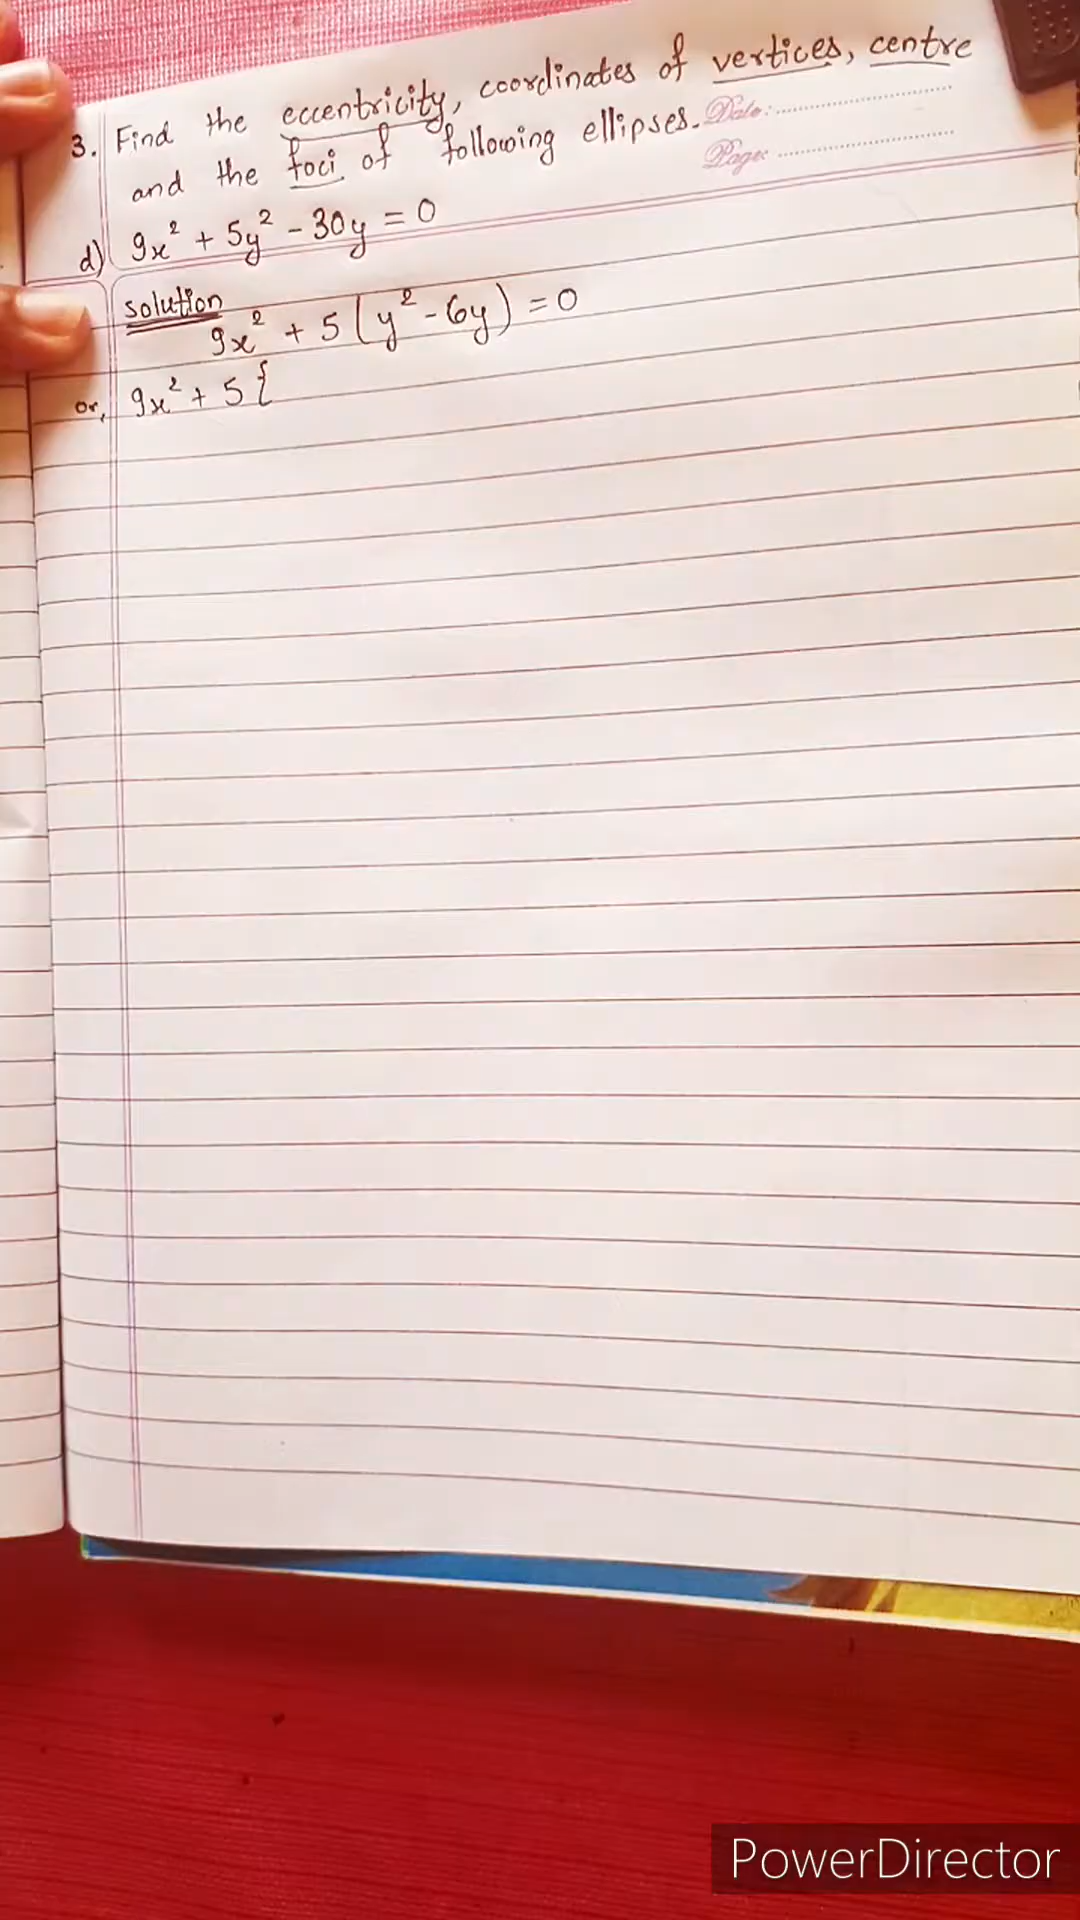 3. Find the eccentricity, coordinates of vertices, centre
and the foci of following ellipses.
Date:
Page:
d) 9x² + 5y² - 30y = 0
solution
9x² + 5(y² - 6y) = 0
or, 9x² + 5{
PowerDirector